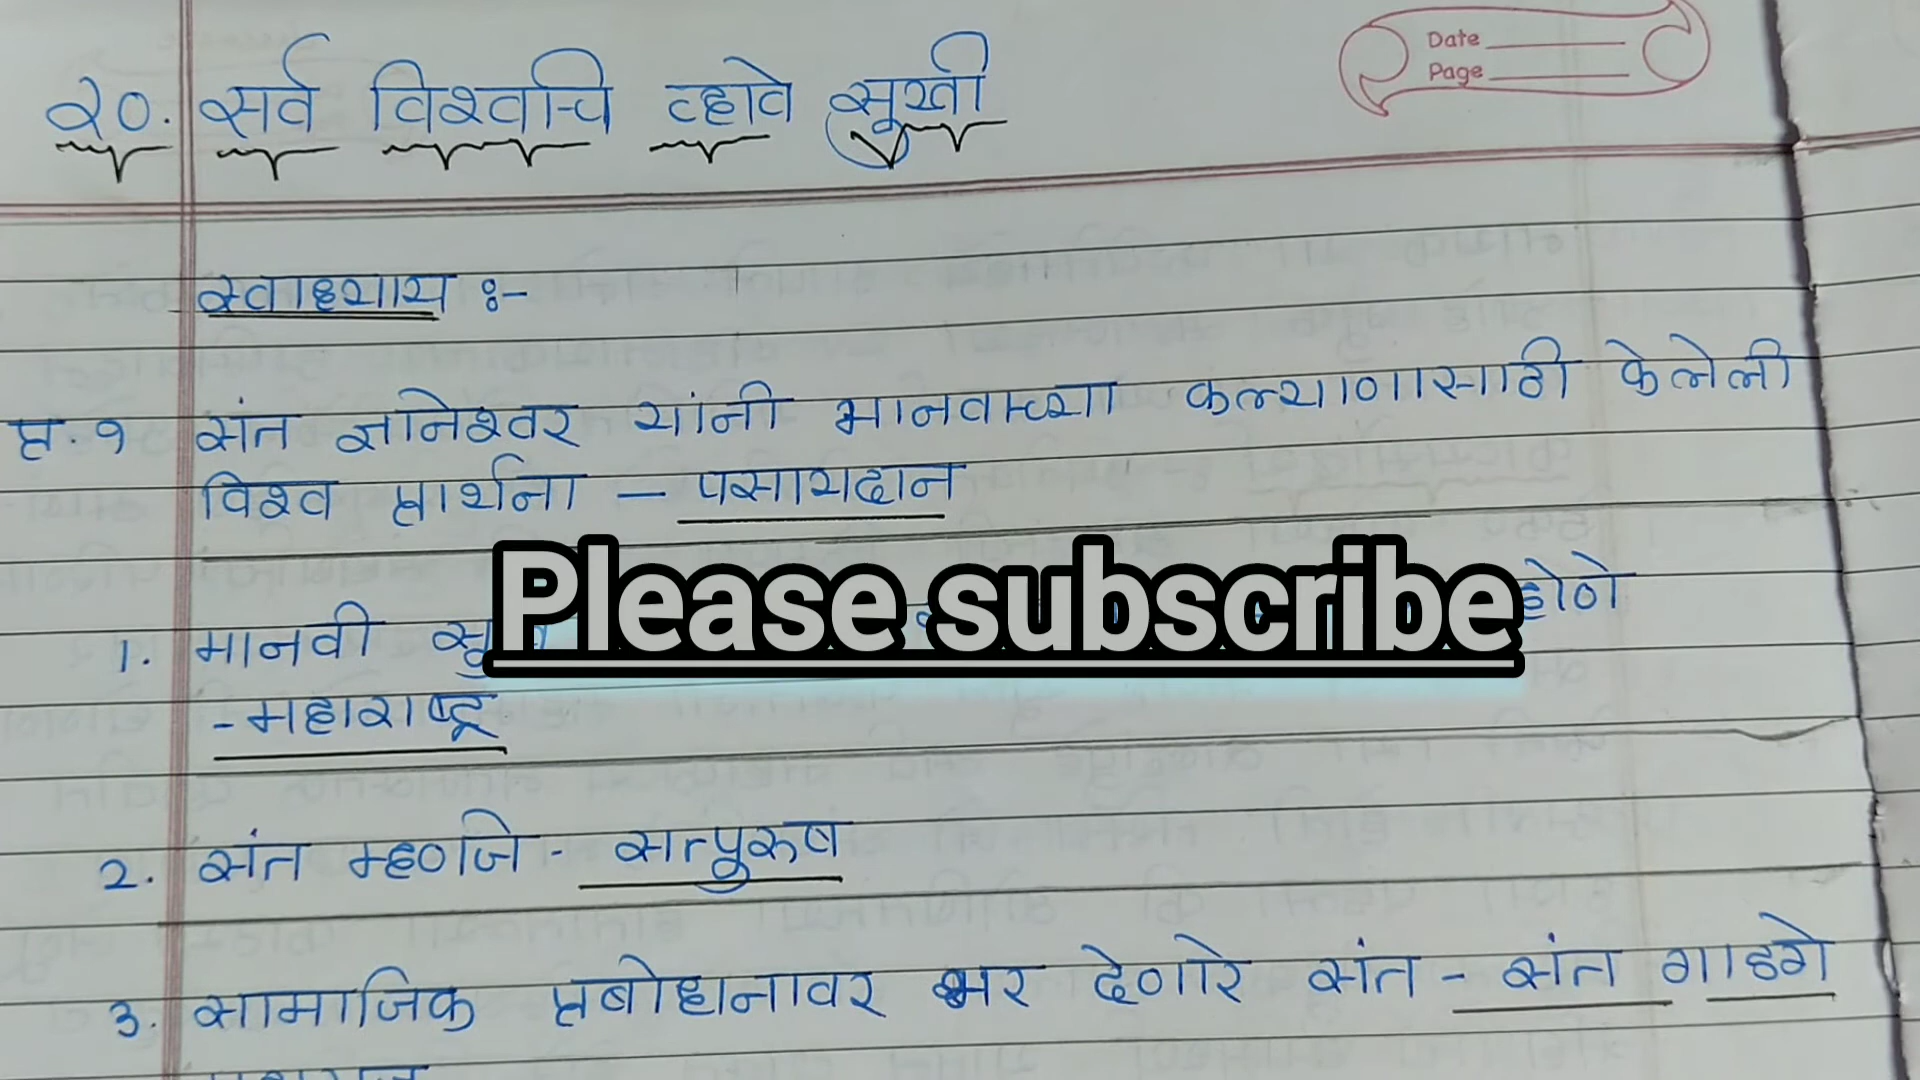 Date
Page
२०. सर्व विश्वचि व्हावे सूखी
स्वाध्याय :-
प्र.१ संत ज्ञानेश्वर यांनी मानवाच्या कल्याणासाठी केलेली
विश्व प्रार्थना - पसायदान
Please subscribe
1. मानवी होणे
- महाराष्ट्र
2. संत म्हणजे - सत्पुरुष
3. सामाजिक प्रबोधनावर भर देणारे संत - संत गाडगे